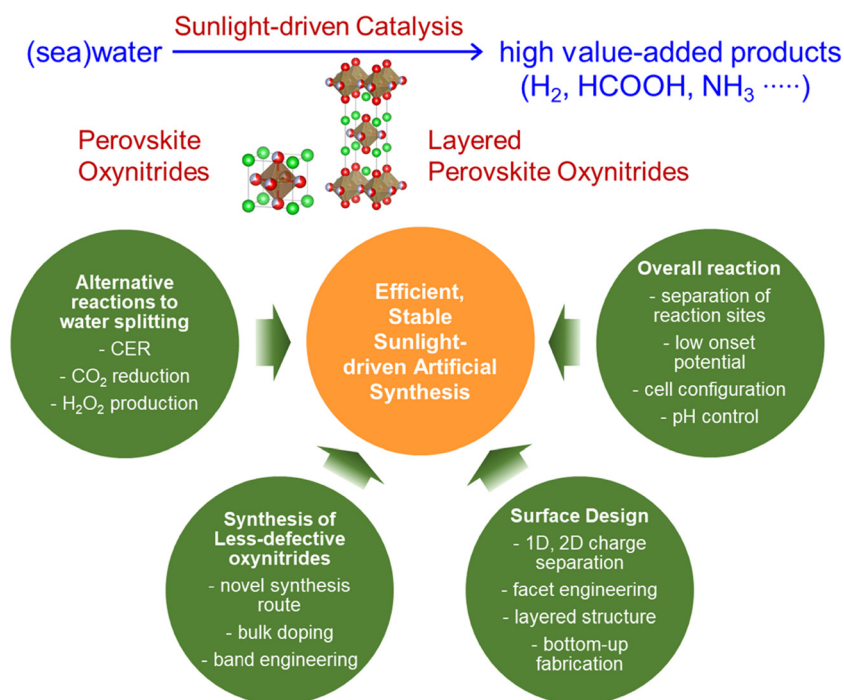 Sunlight-driven Catalysis
(sea)water
high value-added products
(H₂, HCOOH, NH₃ ·····)
Perovskite
Oxynitrides
Layered
Perovskite Oxynitrides
Alternative
reactions to
water splitting
- CER
- CO₂ reduction
- H₂O₂ production
Efficient,
Stable
Sunlight-
driven Artificial
Synthesis
Overall reaction
- separation of
reaction sites
- low onset
potential
- cell configuration
- pH control
Synthesis of
Less-defective
oxynitrides
- novel synthesis
route
- bulk doping
- band engineering
Surface Design
- 1D, 2D charge
separation
- facet engineering
- layered structure
- bottom-up
fabrication